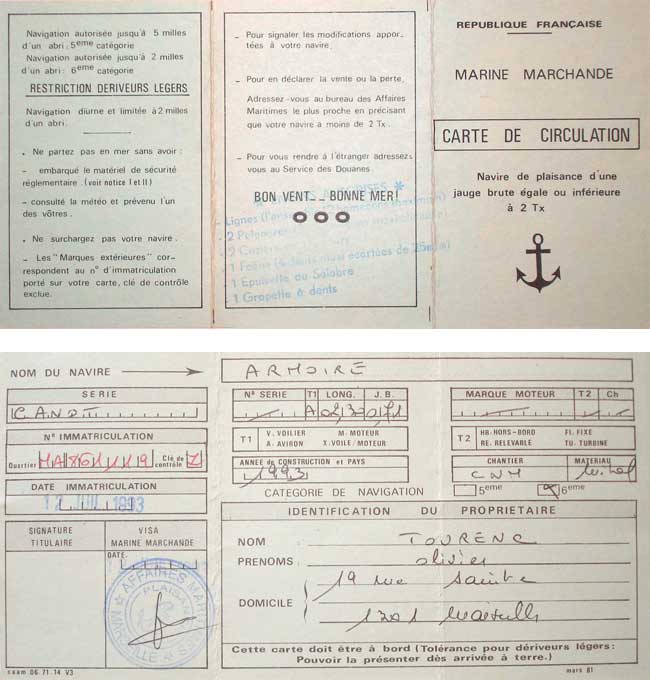 Navigation autorisée jusqu'à 5 milles
d'un abri: 5eme catégorie
Navigation autorisée jusqu'à 2 milles
d'un abri: 6eme catégorie
RESTRICTION DERIVEURS LEGERS
Navigation diurne et limitée à 2 milles
d'un abri.
. Ne partez pas en mer sans avoir :
- embarqué le matériel de sécurité
réglementaire. (voir notice I et II)
- consulté la météo et prévenu l'un
des vôtres.
. Ne surchargez pas votre navire.
- Les "Marques extérieures" cor-
respondent au n° d'immatriculation
porté sur votre carte, clé de contrôle
exclue.
- Pour signaler les modifications appor-
tées à votre navire.
- Pour en déclarer la vente ou la perte.
Adressez-vous au bureau des Affaires
Maritimes le plus proche en précisant
que votre navire a moins de 2 Tx.
- Pour vous rendre à l'étranger adressez
vous au Service des Douanes.
BON VENT... BONNE MER!
- Lignes
- 2
- 2
- 1 Foëne
- 1 Epuisette ou Salabre
- 1 Grapette à dents
REPUBLIQUE FRANÇAISE
MARINE MARCHANDE
CARTE DE CIRCULATION
Navire de plaisance d'une
jauge brute égale ou inférieure
à 2 Tx
NOM DU NAVIRE
ARMOIRE
SERIE
CANOT
N° SERIE T1 LONG. J.B.
A
MARQUE MOTEUR T2 Ch
N° IMMATRICULATION
Quartier MA Clé de contrôle
T1 V. VOILIER M. MOTEUR
A. AVIRON X. VOILE/MOTEUR
T2 HB. HORS-BORD FI. FIXE
RE. RELEVABLE TU. TURBINE
ANNEE de CONSTRUCTION et PAYS
1993
CHANTIER
CNM
MATERIAU
DATE IMMATRICULATION
1993
CATEGORIE DE NAVIGATION 5eme 6eme
SIGNATURE
TITULAIRE
VISA
MARINE MARCHANDE
DATE.
AFFAIRES
IDENTIFICATION DU PROPRIETAIRE
NOM TOURENC
PRENOMS olivier
DOMICILE 19 rue Sainte
Cette carte doit être à bord (Tolérance pour dériveurs légers:
Pouvoir la présenter dès arrivée à terre.)
06.71.14 V3
mars 81